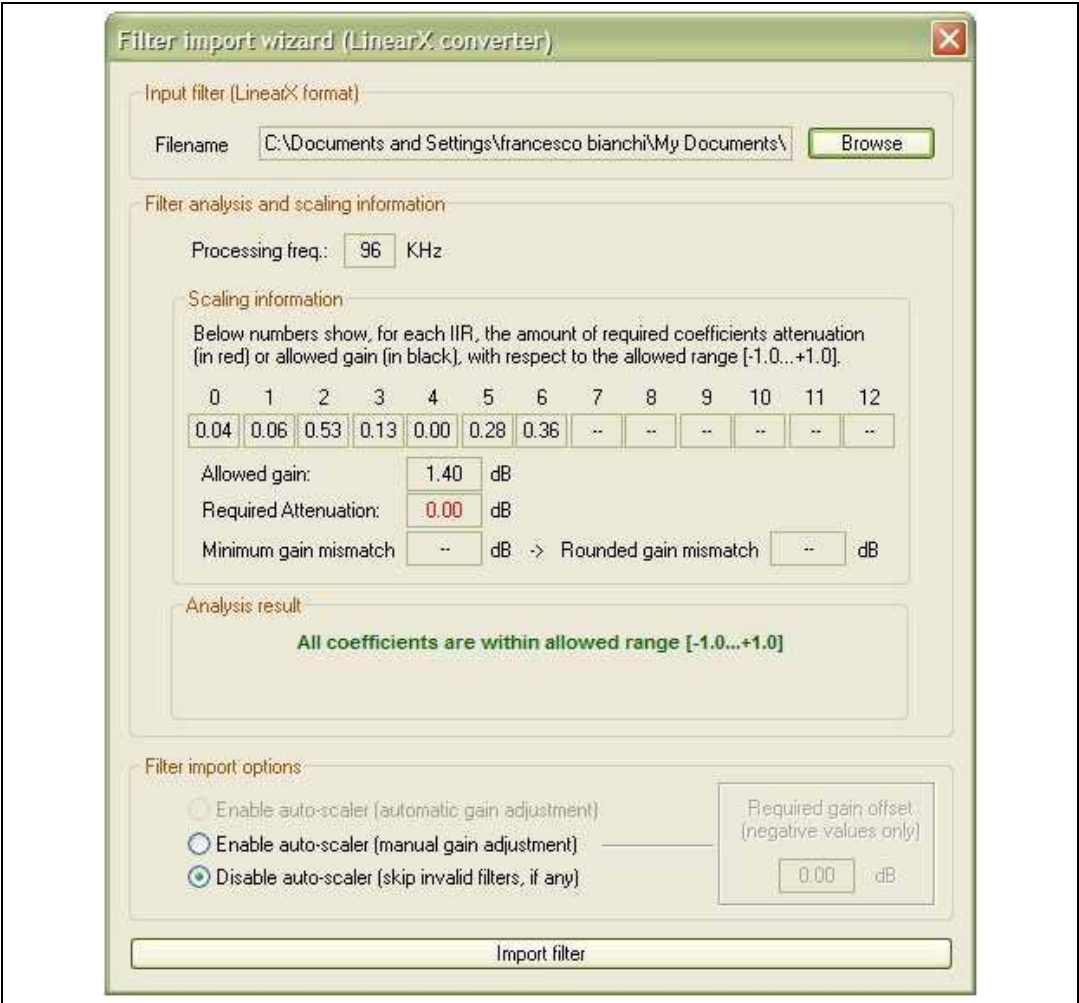 Filter import wizard (LinearX converter)
Input filter (LinearX format)
Filename C:\Documents and Settings\francesco bianchi\My Documents\ Browse
Filter analysis and scaling information
Processing freq.: 96 KHz
Scaling information
Below numbers show, for each IIR, the amount of required coefficients attenuation
(in red) or allowed gain (in black), with respect to the allowed range [-1.0...+1.0].
0 1 2 3 4 5 6 7 8 9 10 11 12
0.04 0.06 0.53 0.13 0.00 0.28 0.36 -- -- -- -- -- --
Allowed gain: 1.40 dB
Required Attenuation: 0.00 dB
Minimum gain mismatch -- dB -> Rounded gain mismatch -- dB
Analysis result
All coefficients are within allowed range [-1.0...+1.0]
Filter import options
Enable auto-scaler (automatic gain adjustment)
Enable auto-scaler (manual gain adjustment)
Disable auto-scaler (skip invalid filters, if any)
Required gain offset
(negative values only)
0.00 dB
Import filter